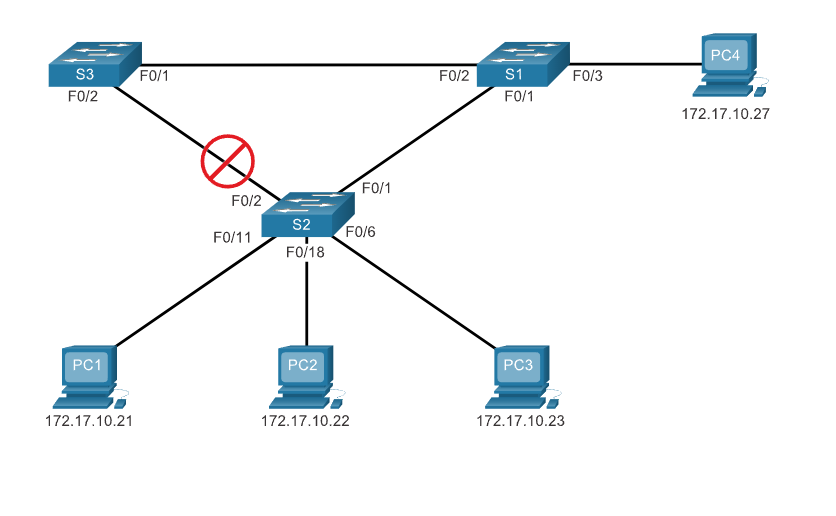 S3
F0/1
F0/2
F0/2
S1
F0/3
F0/1
PC4
172.17.10.27
F0/1
F0/2
S2
F0/11
F0/18
F0/6
PC1
PC2
PC3
172.17.10.21
172.17.10.22
172.17.10.23